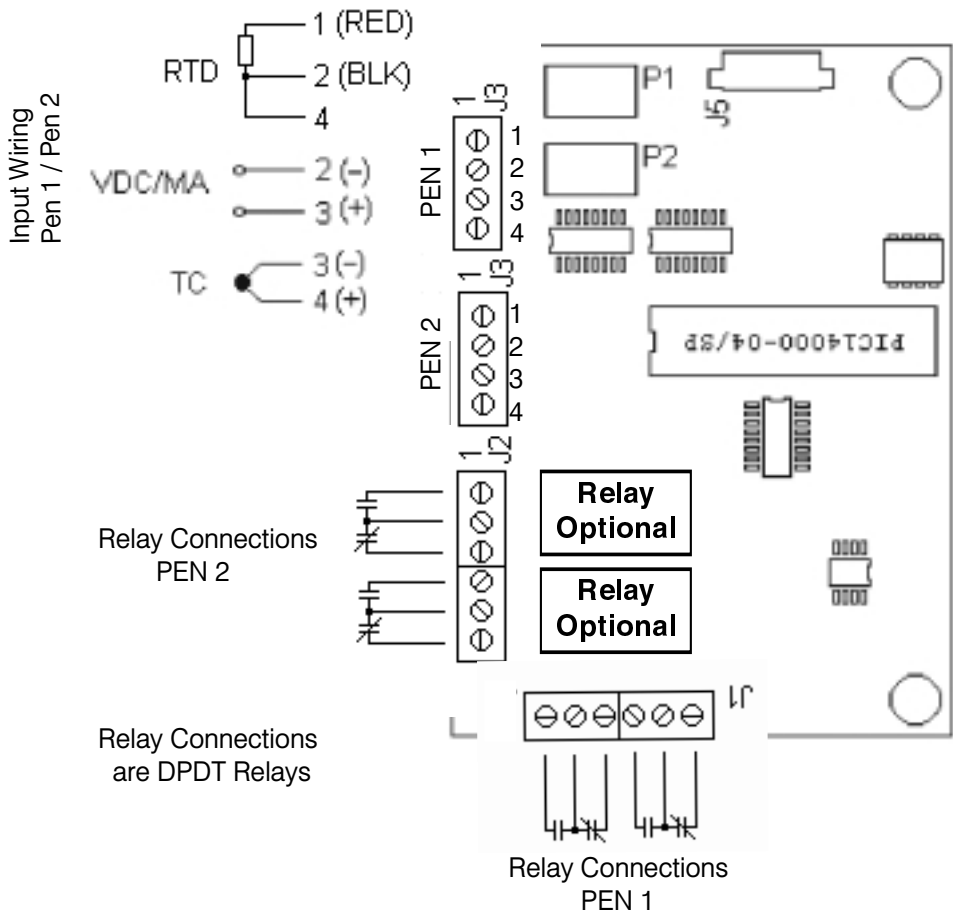 Input Wiring
Pen 1 / Pen 2
RTD
1 (RED)
2 (BLK)
4
VDC/MA
2 (-)
3 (+)
TC
3 (-)
4 (+)
PEN 1
1
J3
1
2
3
4
PEN 2
1
J3
1
2
3
4
1
J2
P1
P2
J5
PIC14000-04/SP
Relay
Optional
Relay
Optional
Relay Connections
PEN 2
Relay Connections
are DPDT Relays
J1
Relay Connections
PEN 1